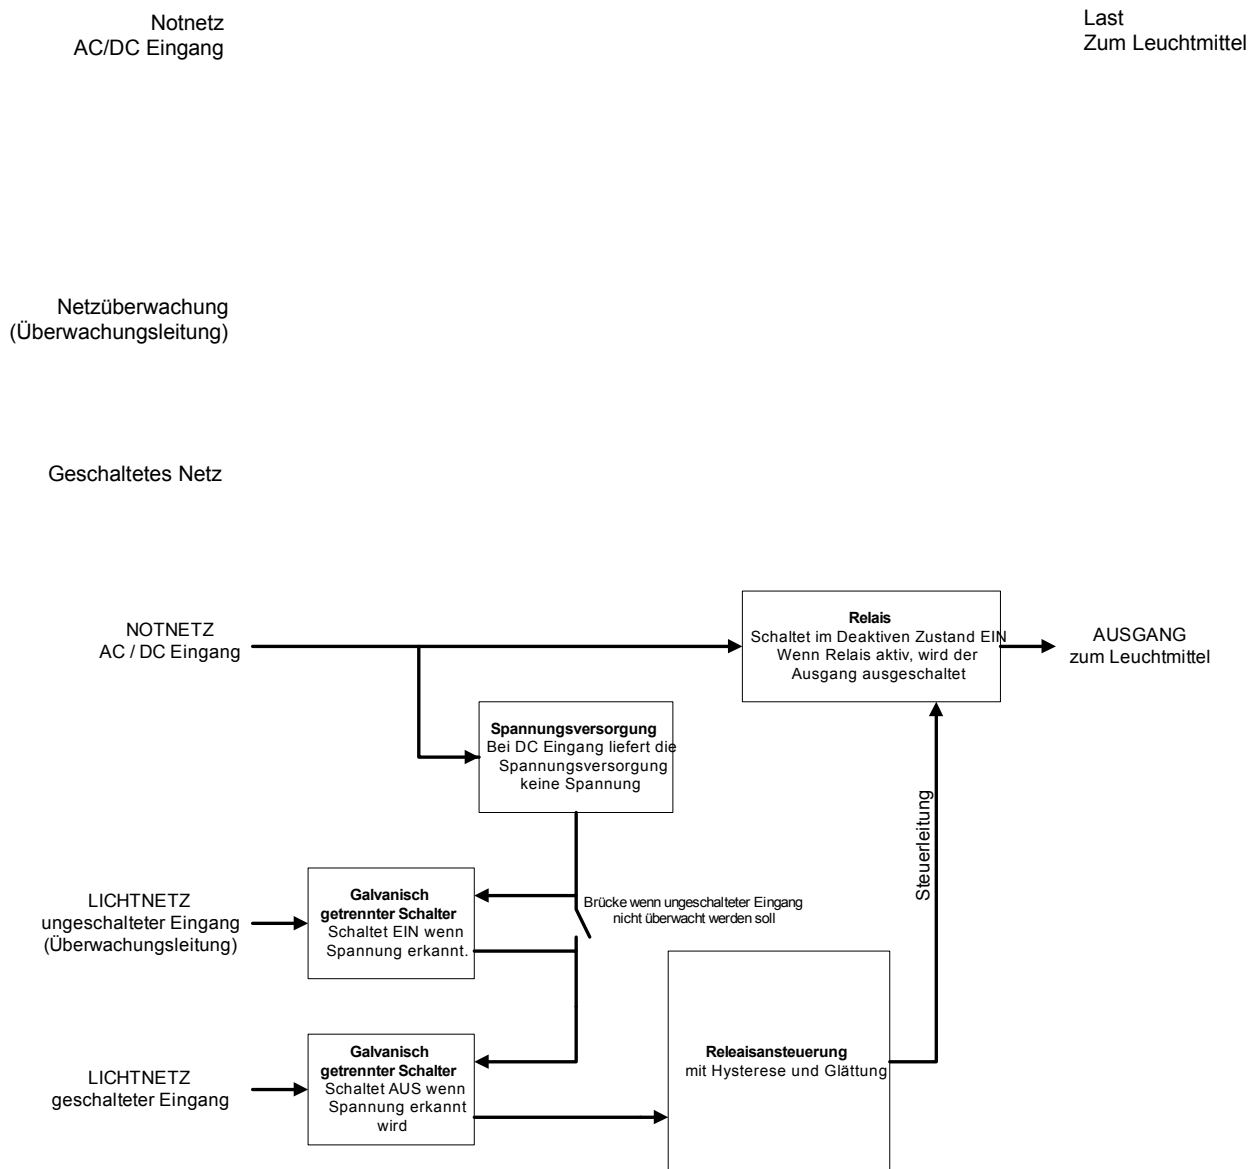 Notnetz
AC/DC Eingang
Last
Zum Leuchtmittel
Netzüberwachung
(Überwachungsleitung)
Geschaltetes Netz
NOTNETZ
AC / DC Eingang
Relais
Schaltet im Deaktiven Zustand EIN
Wenn Relais aktiv, wird der
Ausgang ausgeschaltet
AUSGANG
zum Leuchtmittel
Spannungsversorgung
Bei DC Eingang liefert die
Spannungsversorgung
keine Spannung
Steuerleitung
LICHTNETZ
ungeschalteter Eingang
(Überwachungsleitung)
Galvanisch
getrennter Schalter
Schaltet EIN wenn
Spannung erkannt.
Brücke wenn ungeschalteter Eingang
nicht überwacht werden soll
LICHTNETZ
geschalteter Eingang
Galvanisch
getrennter Schalter
Schaltet AUS wenn
Spannung erkannt
wird
Releaisansteuerung
mit Hysterese und Glättung